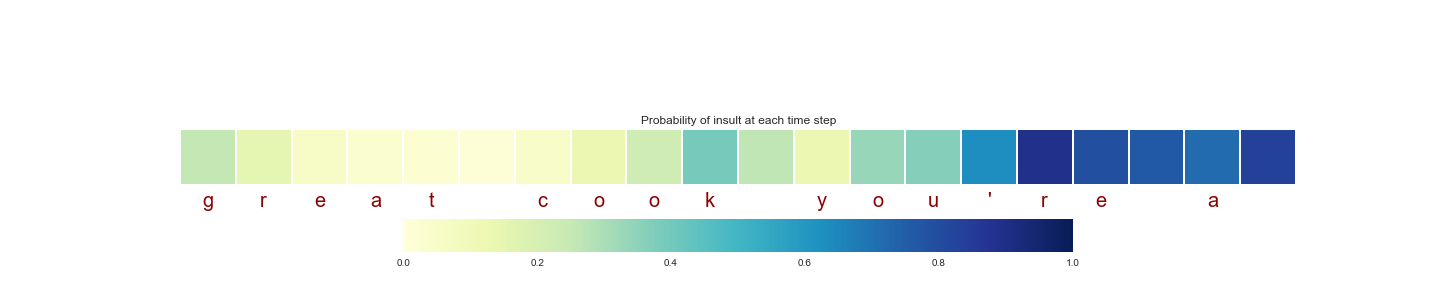 Probability of insult at each time step
g r e a t   c o o k   y o u ' r e   a
0.0 0.2 0.4 0.6 0.8 1.0